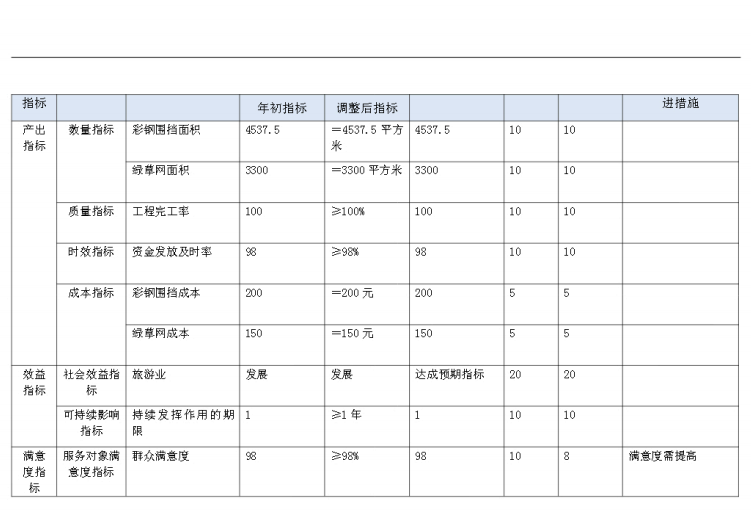 指标 年初指标 调整后指标 进措施
产出指标 数量指标 彩钢围挡面积 4537.5 =4537.5 平方米 4537.5 10 10
绿草网面积 3300 =3300 平方米 3300 10 10
质量指标 工程完工率 100 ≥100% 100 10 10
时效指标 资金发放及时率 98 ≥98% 98 10 10
成本指标 彩钢围挡成本 200 =200 元 200 5 5
绿草网成本 150 =150 元 150 5 5
效益指标 社会效益指标 旅游业 发展 发展 达成预期指标 20 20
可持续影响指标 持续发挥作用的期限 1 ≥1 年 1 10 10
满意度指标 服务对象满意度指标 群众满意度 98 ≥98% 98 10 8 满意度需提高